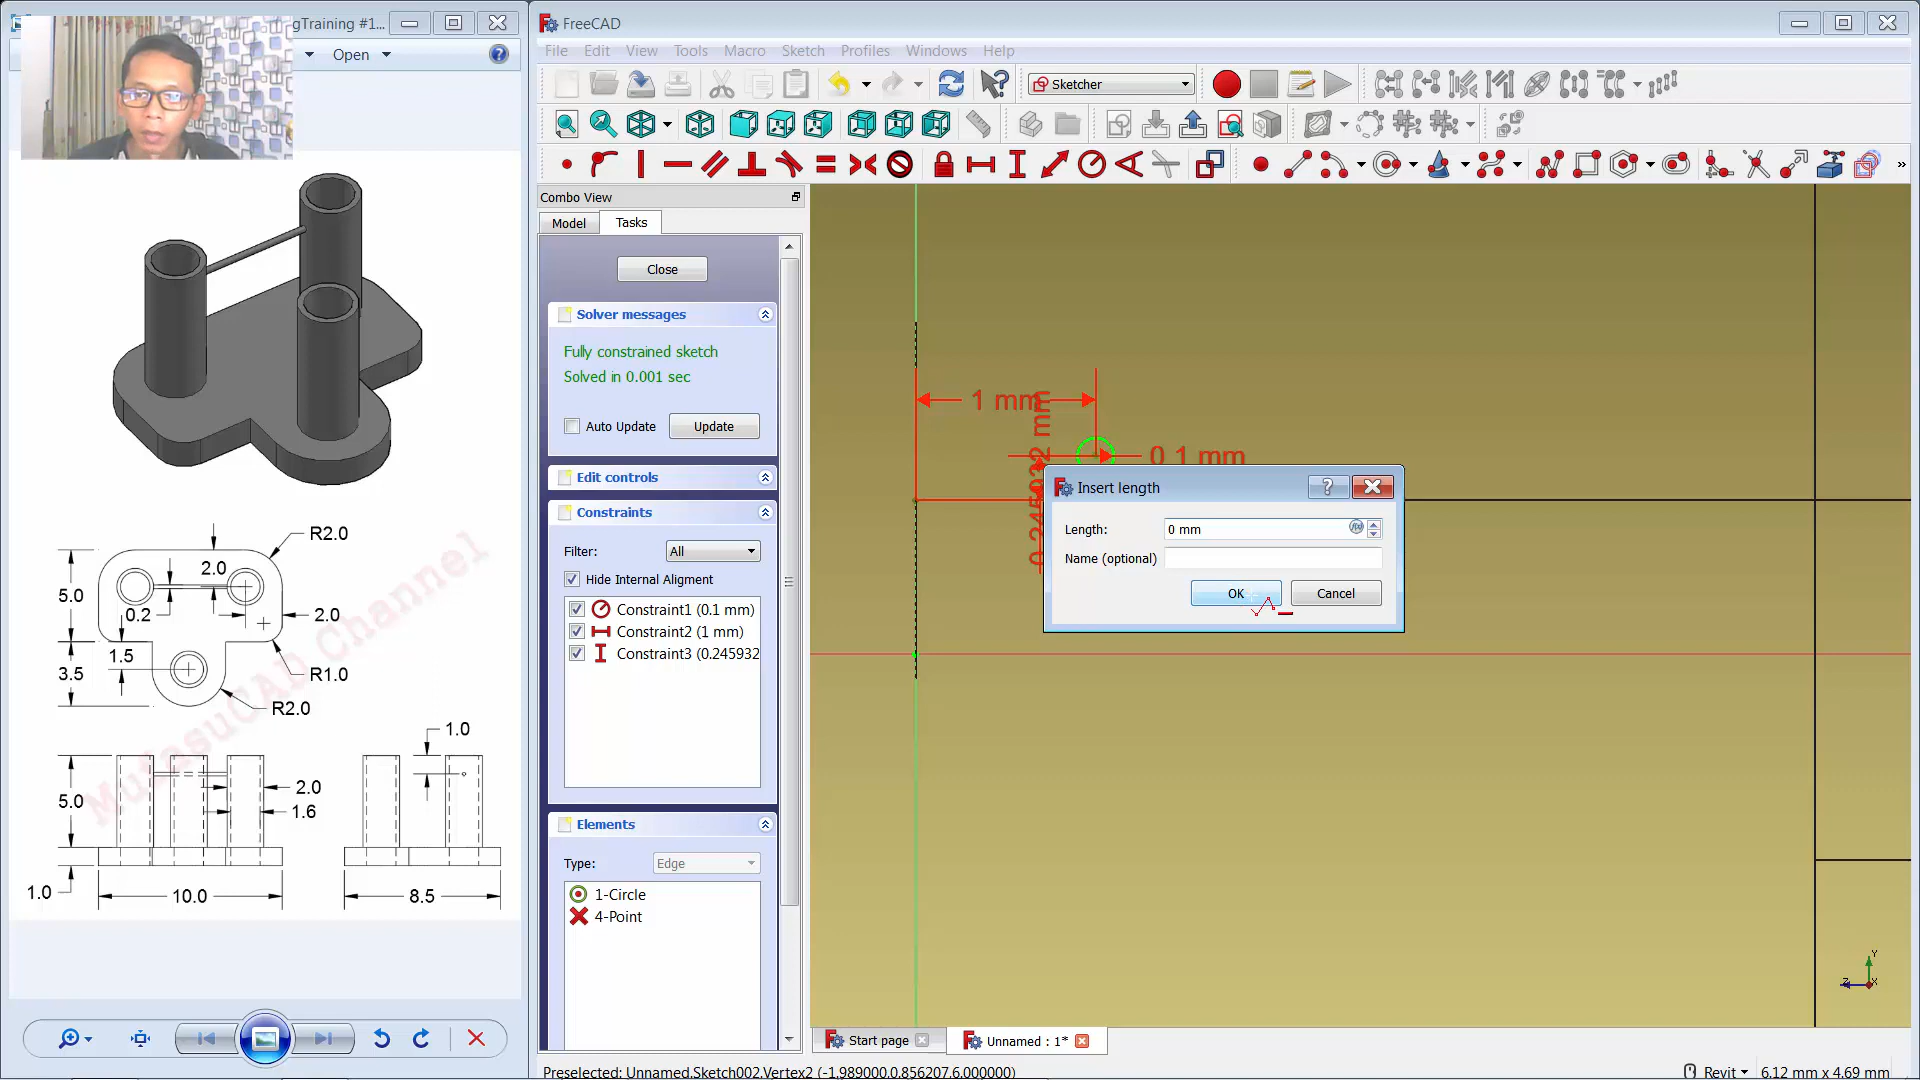 gTraining #1...
Open
R2.0
2.0
5.0
0.2
2.0
1.5
3.5
R1.0
R2.0
MufasuCAD Channel
1.0
5.0
2.0
1.6
1.0
10.0
8.5
FreeCAD
File Edit View Tools Macro Sketch Profiles Windows Help
Sketcher
Combo View
Model Tasks
Close
Solver messages
Fully constrained sketch
Solved in 0.001 sec
Auto Update Update
Edit controls
Constraints
Filter: All
Hide Internal Aligment
Constraint1 (0.1 mm)
Constraint2 (1 mm)
Constraint3 (0.245932
Elements
Type: Edge
1-Circle
4-Point
1 mm
0.1 mm
Insert length
Length: 0 mm
Name (optional)
OK Cancel
Y
Z
X
Start page
Unnamed : 1*
Preselected: Unnamed.Sketch002.Vertex2 (-1,989000,0.856207,6.000000)
Revit 6.12 mm x 4.69 mm